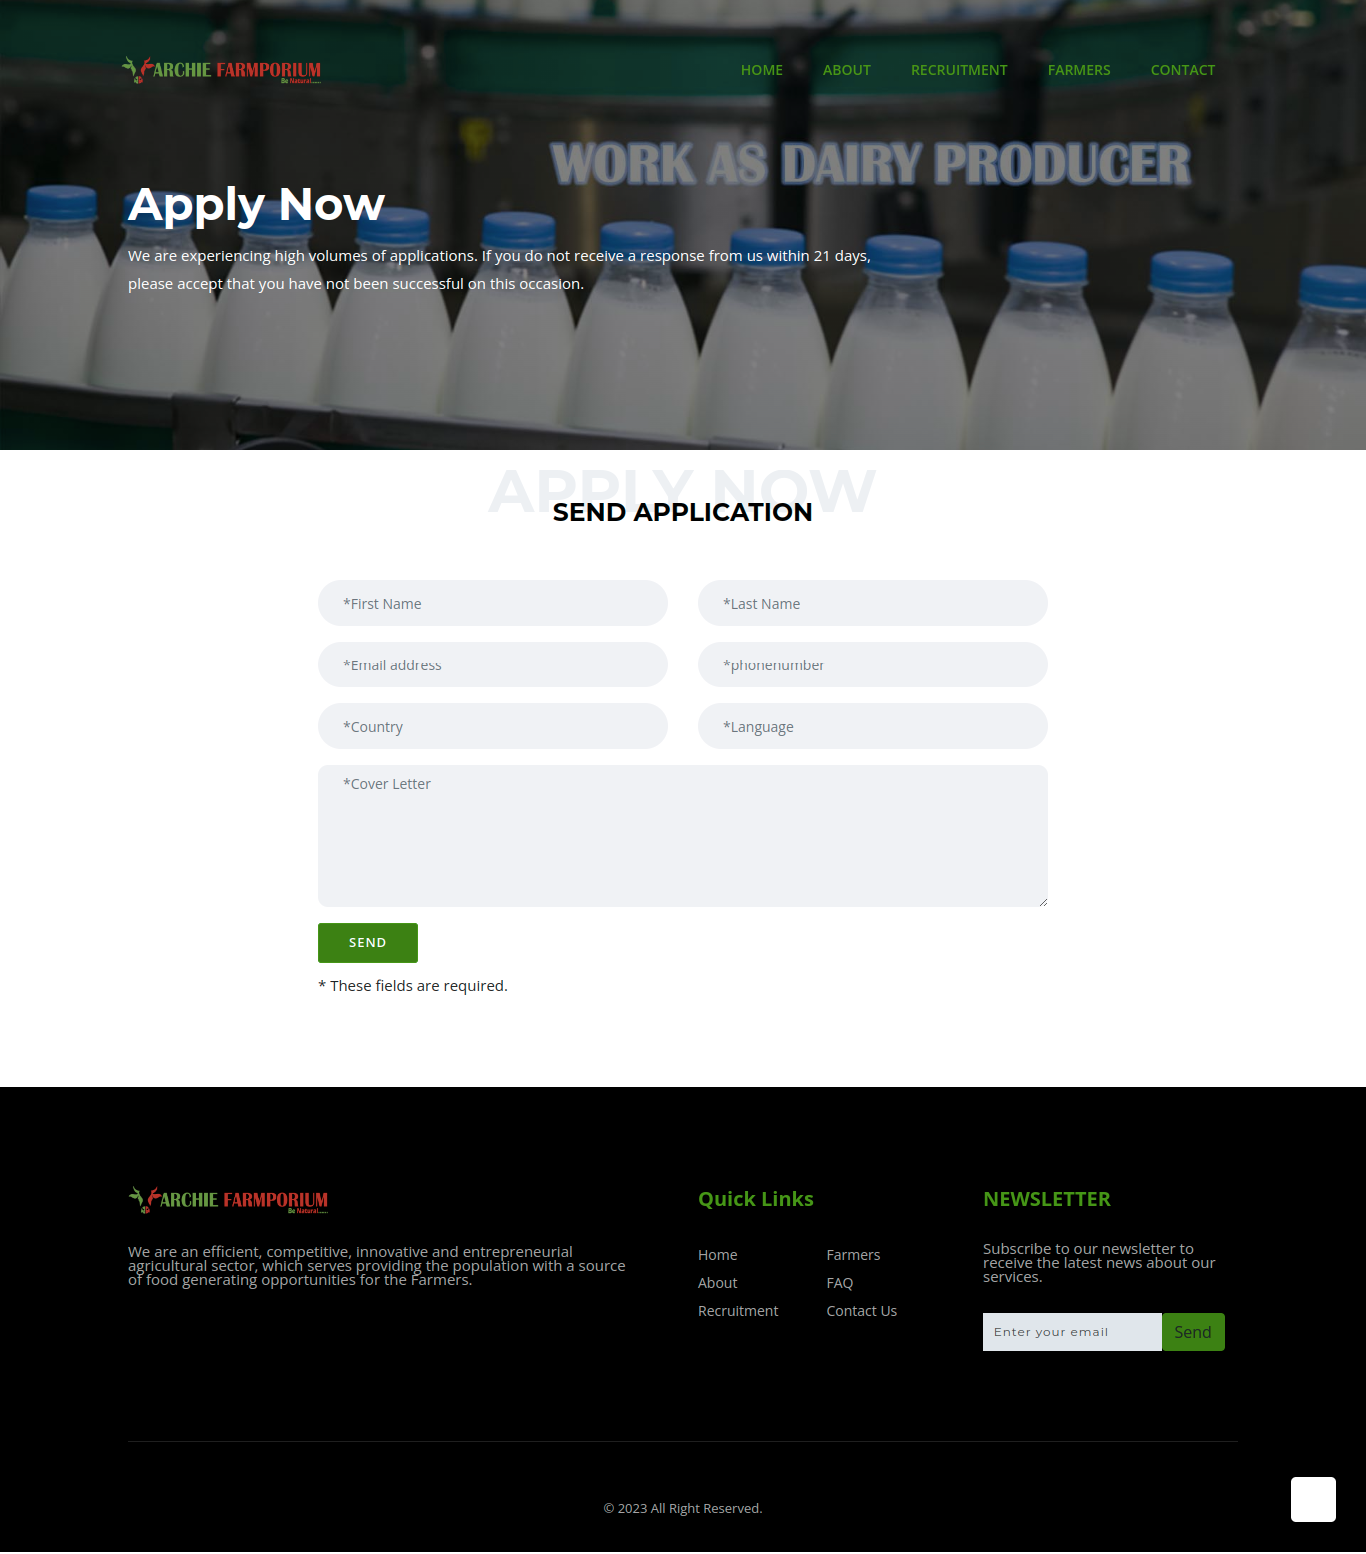 ARCHIE FARMPORIUM
Be Natural......
HOME ABOUT RECRUITMENT FARMERS CONTACT
WORK AS DAIRY PRODUCER
Apply Now
We are experiencing high volumes of applications. If you do not receive a response from us within 21 days,
please accept that you have not been successful on this occasion.
APPLY NOW
SEND APPLICATION
*First Name
*Last Name
*Email address
*phonenumber
*Country
*Language
*Cover Letter
SEND
* These fields are required.
ARCHIE FARMPORIUM
Be Natural......
We are an efficient, competitive, innovative and entrepreneurial
agricultural sector, which serves providing the population with a source
of food generating opportunities for the Farmers.
Quick Links
Home
About
Recruitment
Farmers
FAQ
Contact Us
NEWSLETTER
Subscribe to our newsletter to
receive the latest news about our
services.
Enter your email
Send
© 2023 All Right Reserved.